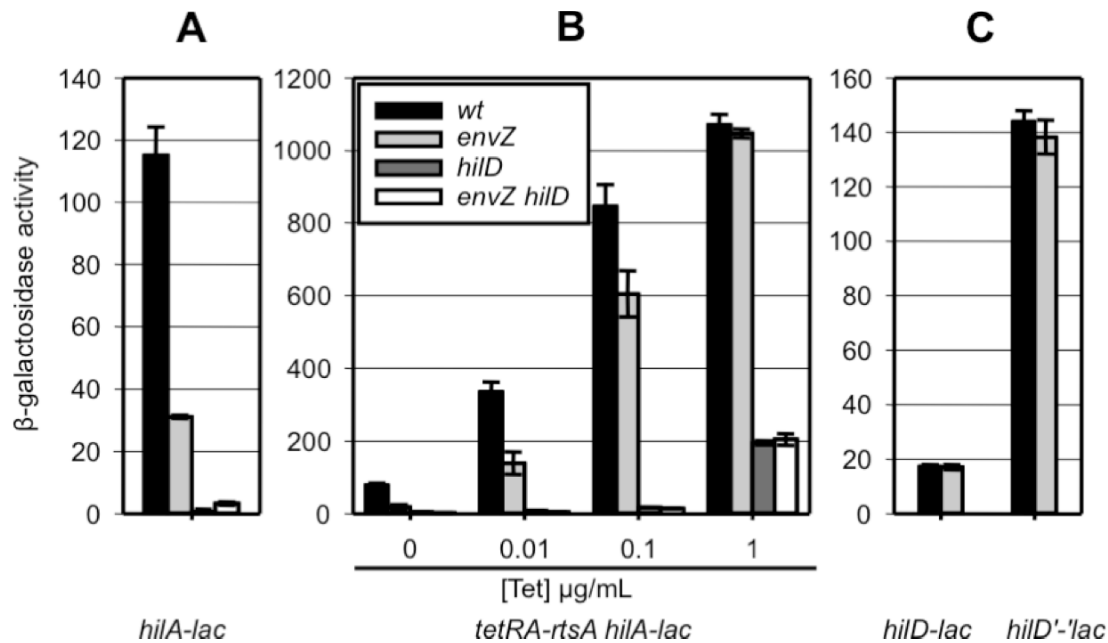 A
B
C
β-galactosidase activity
140
120
100
80
60
40
20
0
hilA-lac
1200
1000
800
600
400
200
0
wt
envZ
hilD
envZ hilD
0 0.01 0.1 1
[Tet] µg/mL
tetRA-rtsA hilA-lac
160
140
120
100
80
60
40
20
0
hilD-lac hilD'-'lac